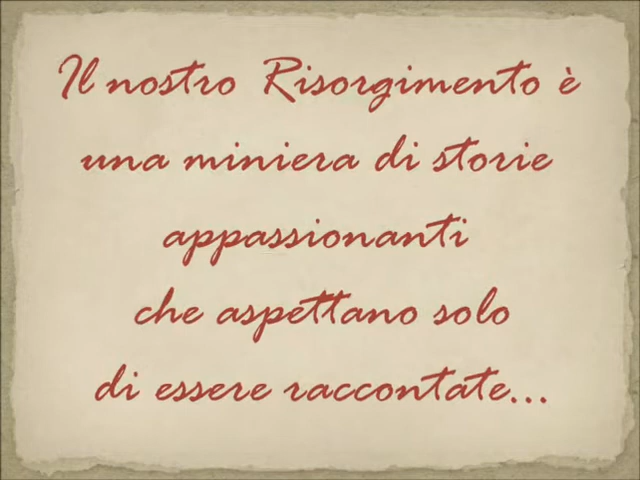 Il nostro Risorgimento è
una miniera di storie
appassionanti
che aspettano solo
di essere raccontate...